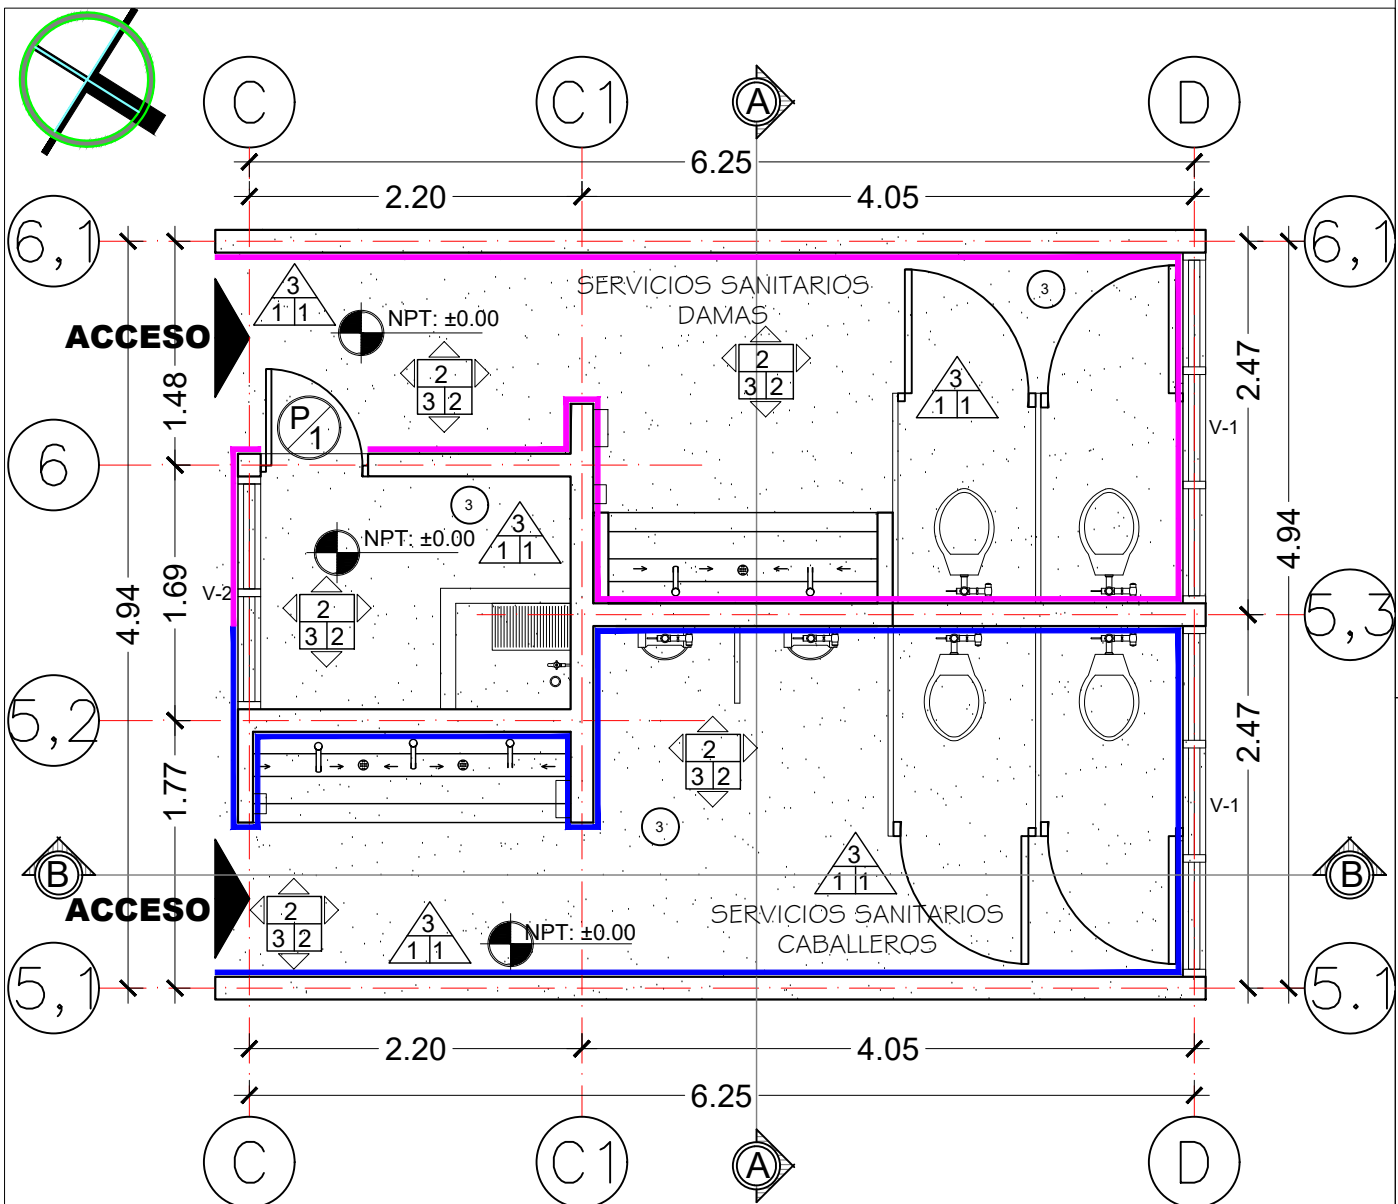 C C1 A D
6.25
2.20 4.05
6,1 6,1
SERVICIOS SANITARIOS
DAMAS
3
1 1
3
NPT: ±0.00
ACCESO
2
3 2
2
3 2
3
1 1
1.48
2.47
P
1
V-1
6
3
3
1 1
NPT: ±0.00
4.94
1.69
4.94
V-2
2
3 2
5,3
5,2
2
3 2
2.47
1.77
V-1
3
B B
3
1 1
ACCESO
2
3 2
3
1 1
NPT: ±0.00
SERVICIOS SANITARIOS
CABALLEROS
5,1 5.1
2.20 4.05
6.25
C C1 A D